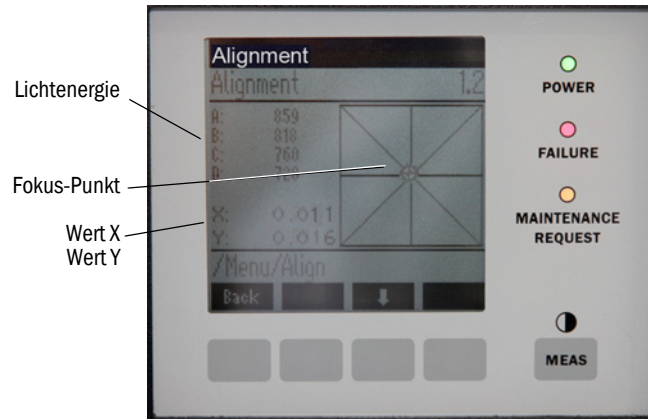 Lichtenergie
Fokus-Punkt
Wert X
Wert Y
Alignment
Alignment 1.2
A: 859
B: 818
C: 760
D: 720
X: 0.011
Y: 0.016
/Menu/Align
Back
POWER
FAILURE
MAINTENANCE
REQUEST
MEAS